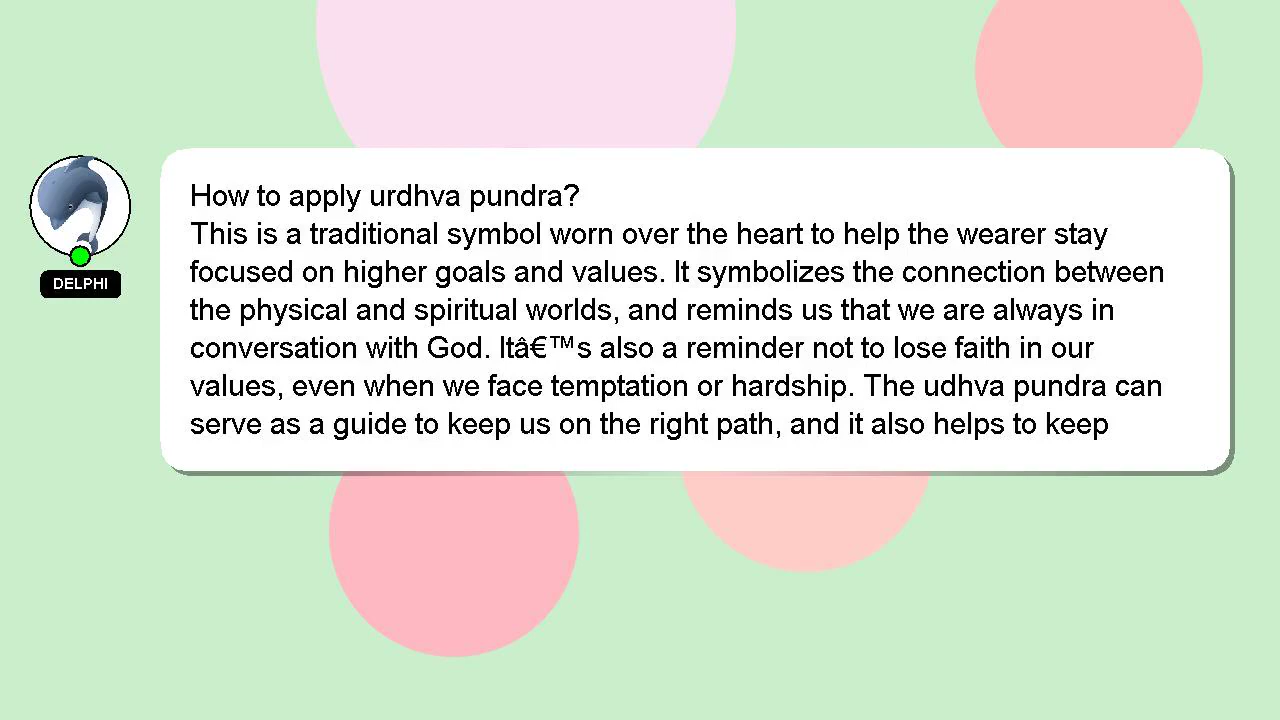 How to apply urdhva pundra?
This is a traditional symbol worn over the heart to help the wearer stay
focused on higher goals and values. It symbolizes the connection between
the physical and spiritual worlds, and reminds us that we are always in
conversation with God. Itâ€™s also a reminder not to lose faith in our
values, even when we face temptation or hardship. The udhva pundra can
serve as a guide to keep us on the right path, and it also helps to keep
DELPHI